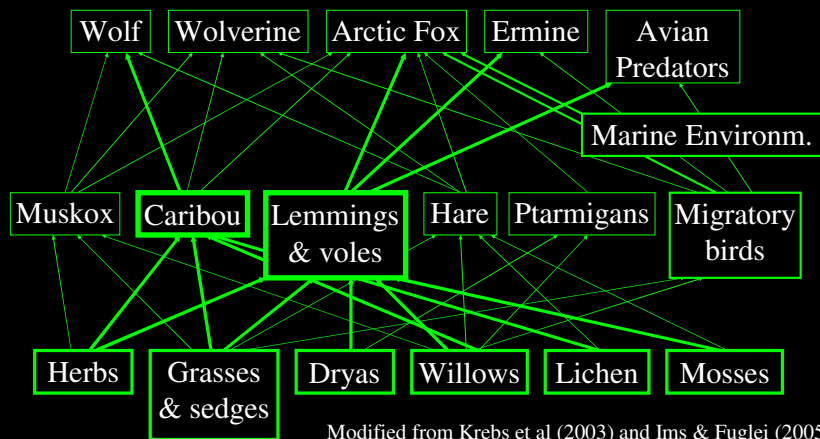 Wolf
Wolverine
Arctic Fox
Ermine
Avian
Predators
Marine Environm.
Muskox
Caribou
Lemmings
& voles
Hare
Ptarmigans
Migratory
birds
Herbs
Grasses
& sedges
Dryas
Willows
Lichen
Mosses
Modified from Krebs et al (2003) and Ims & Fuglei (2005